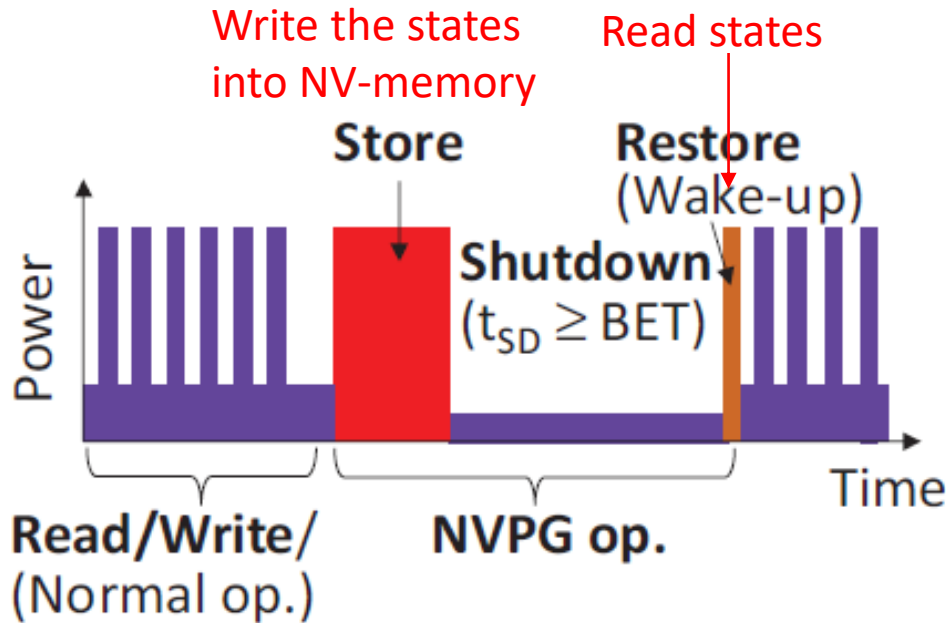 Write the states
into NV-memory
Read states
Store
Restore
(Wake-up)
Shutdown
(t_SD ≥ BET)
Power
Time
Read/Write/
(Normal op.)
NVPG op.